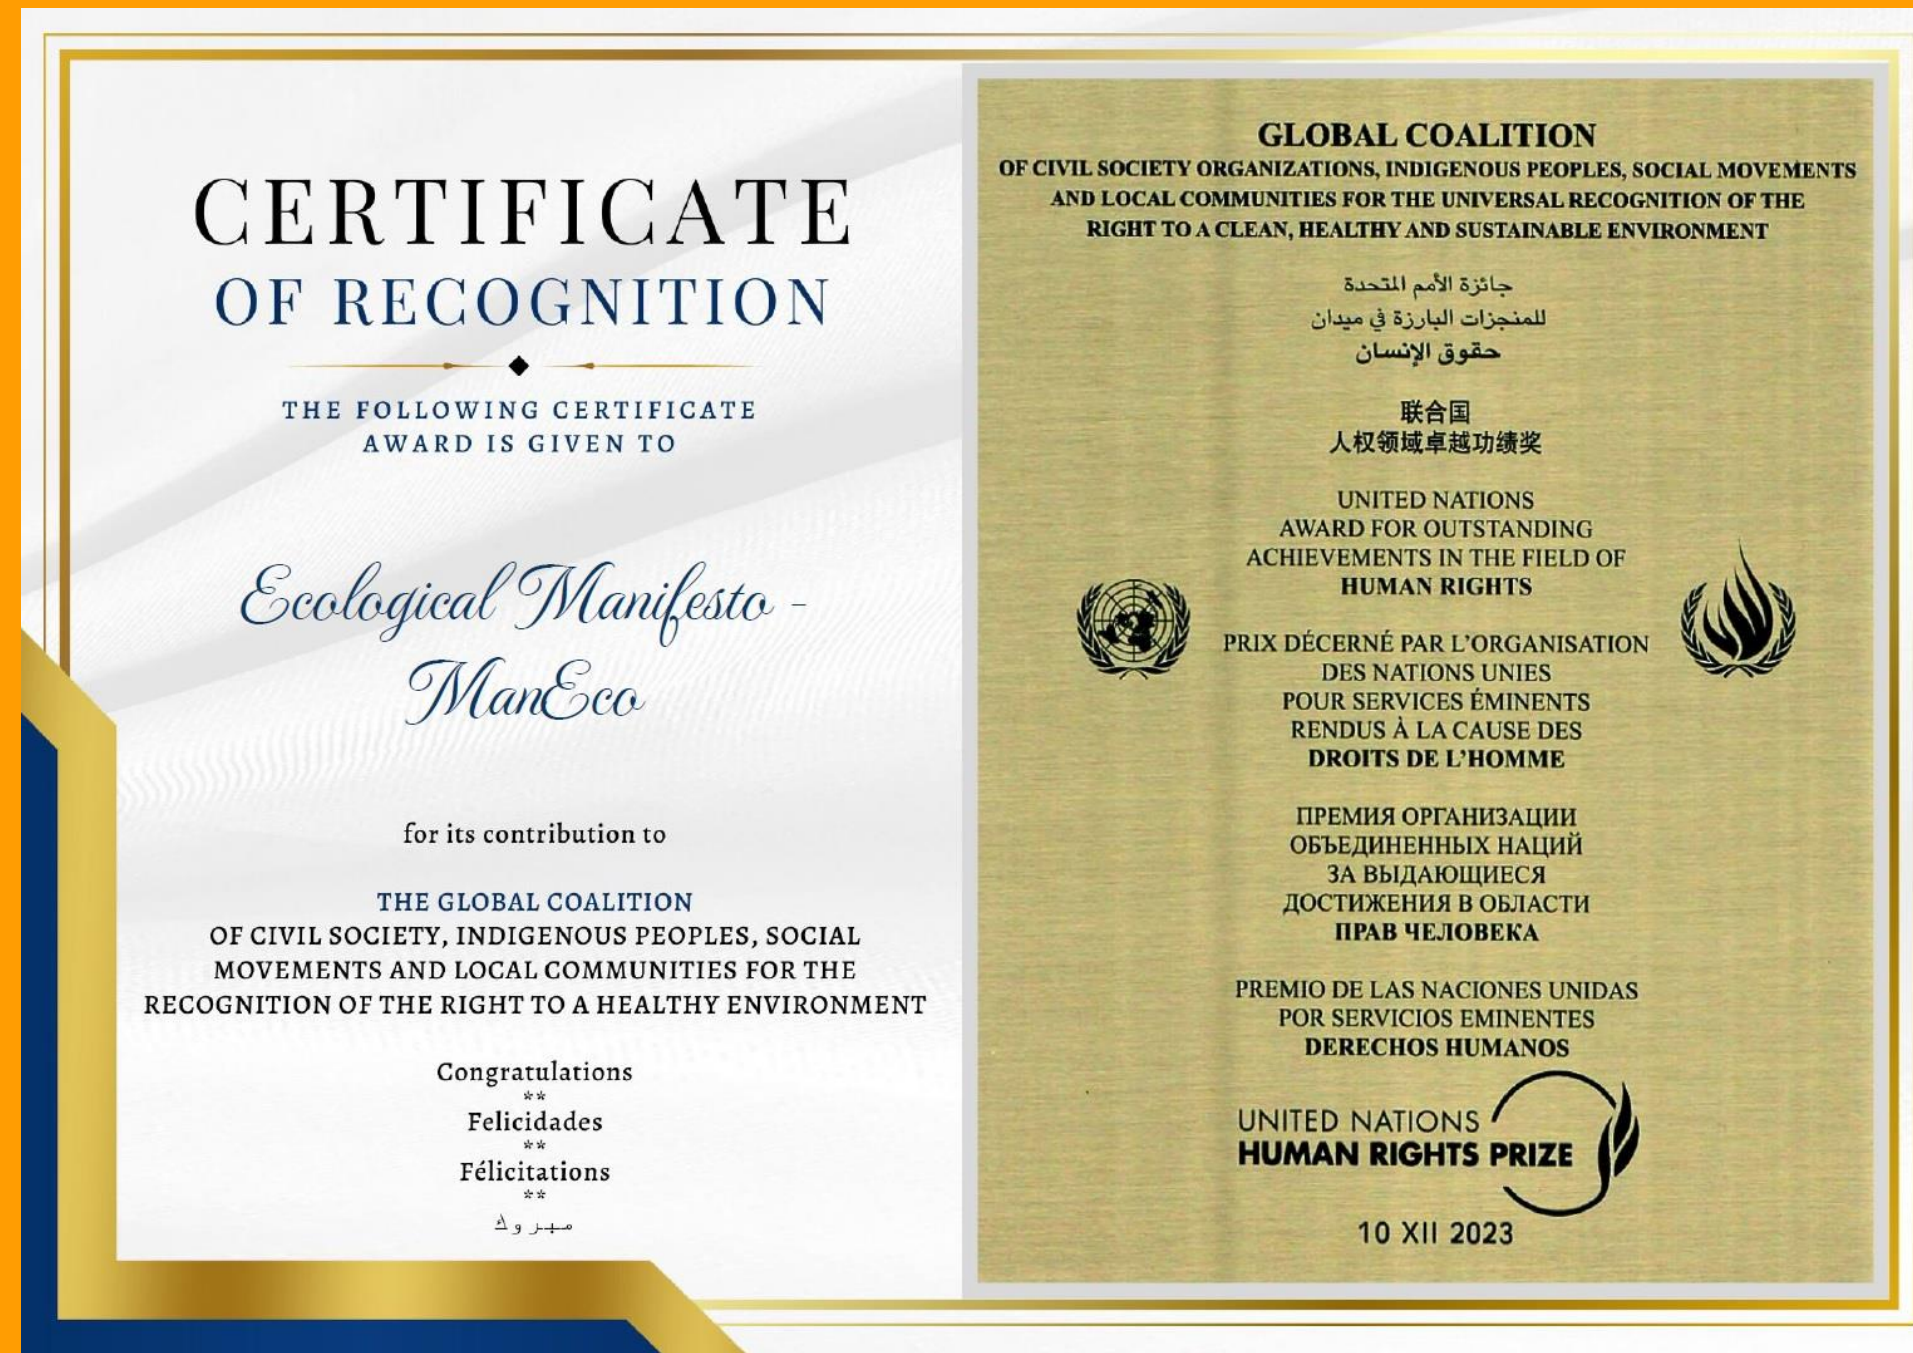 CERTIFICATE
OF RECOGNITION
THE FOLLOWING CERTIFICATE
AWARD IS GIVEN TO
Ecological Manifesto -
ManEco
for its contribution to
THE GLOBAL COALITION
OF CIVIL SOCIETY, INDIGENOUS PEOPLES, SOCIAL
MOVEMENTS AND LOCAL COMMUNITIES FOR THE
RECOGNITION OF THE RIGHT TO A HEALTHY ENVIRONMENT
Congratulations
**
Felicidades
**
Félicitations
**
مبروك
GLOBAL COALITION
OF CIVIL SOCIETY ORGANIZATIONS, INDIGENOUS PEOPLES, SOCIAL MOVEMENTS
AND LOCAL COMMUNITIES FOR THE UNIVERSAL RECOGNITION OF THE
RIGHT TO A CLEAN, HEALTHY AND SUSTAINABLE ENVIRONMENT
جائزة الأمم المتحدة
للمنجزات البارزة في ميدان
حقوق الإنسان
联合国
人权领域卓越功绩奖
UNITED NATIONS
AWARD FOR OUTSTANDING
ACHIEVEMENTS IN THE FIELD OF
HUMAN RIGHTS
PRIX DÉCERNÉ PAR L'ORGANISATION
DES NATIONS UNIES
POUR SERVICES ÉMINENTS
RENDUS À LA CAUSE DES
DROITS DE L'HOMME
ПРЕМИЯ ОРГАНИЗАЦИИ
ОБЪЕДИНЕННЫХ НАЦИЙ
ЗА ВЫДАЮЩИЕСЯ
ДОСТИЖЕНИЯ В ОБЛАСТИ
ПРАВ ЧЕЛОВЕКА
PREMIO DE LAS NACIONES UNIDAS
POR SERVICIOS EMINENTES
DERECHOS HUMANOS
UNITED NATIONS
HUMAN RIGHTS PRIZE
10 XII 2023